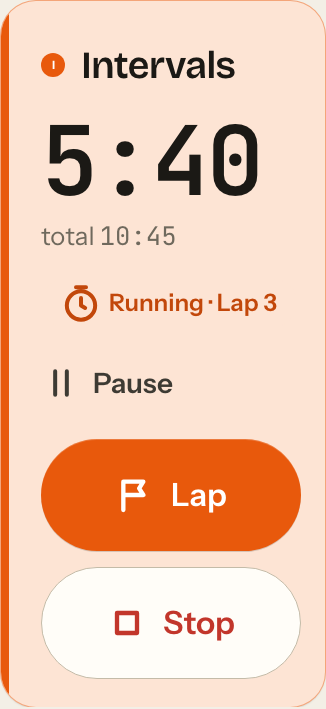 I Intervals
5:40
total 10:45
Running · Lap 3
Pause
Lap
Stop